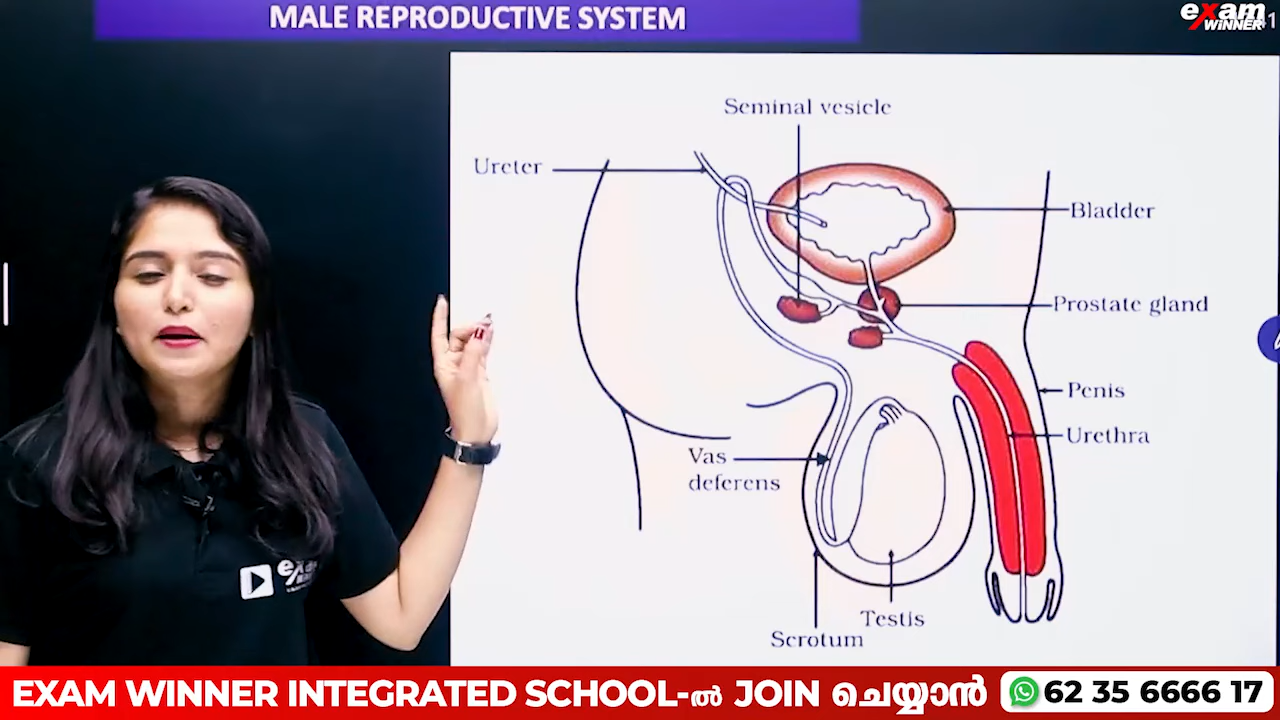 MALE REPRODUCTIVE SYSTEM
exam
WINNER
Seminal vesicle
Ureter
Bladder
Prostate gland
Penis
Urethra
Vas
deferens
Testis
Scrotum
EXAM WINNER INTEGRATED SCHOOL-ൽ JOIN ചെയ്യാൻ 62 35 6666 17